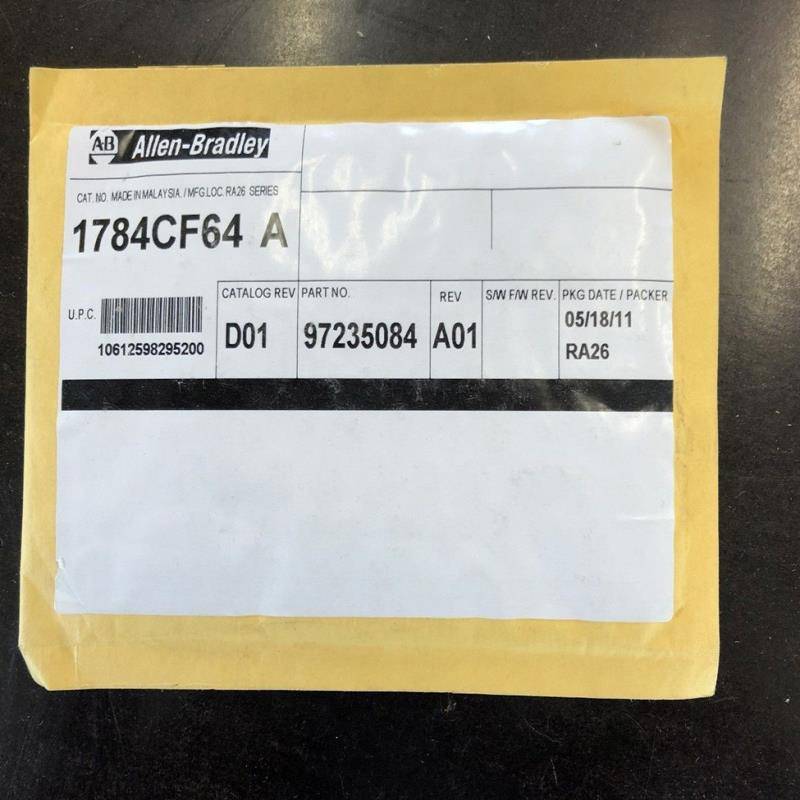 AB Allen-Bradley
CAT. NO. MADE IN MALAYSIA. / MFG.LOC. RA26 SERIES
1784CF64 A
U.P.C.
10612598295200
CATALOG REV
D01
PART NO.
97235084
REV
A01
S/W F/W REV.
PKG DATE / PACKER
05/18/11
RA26